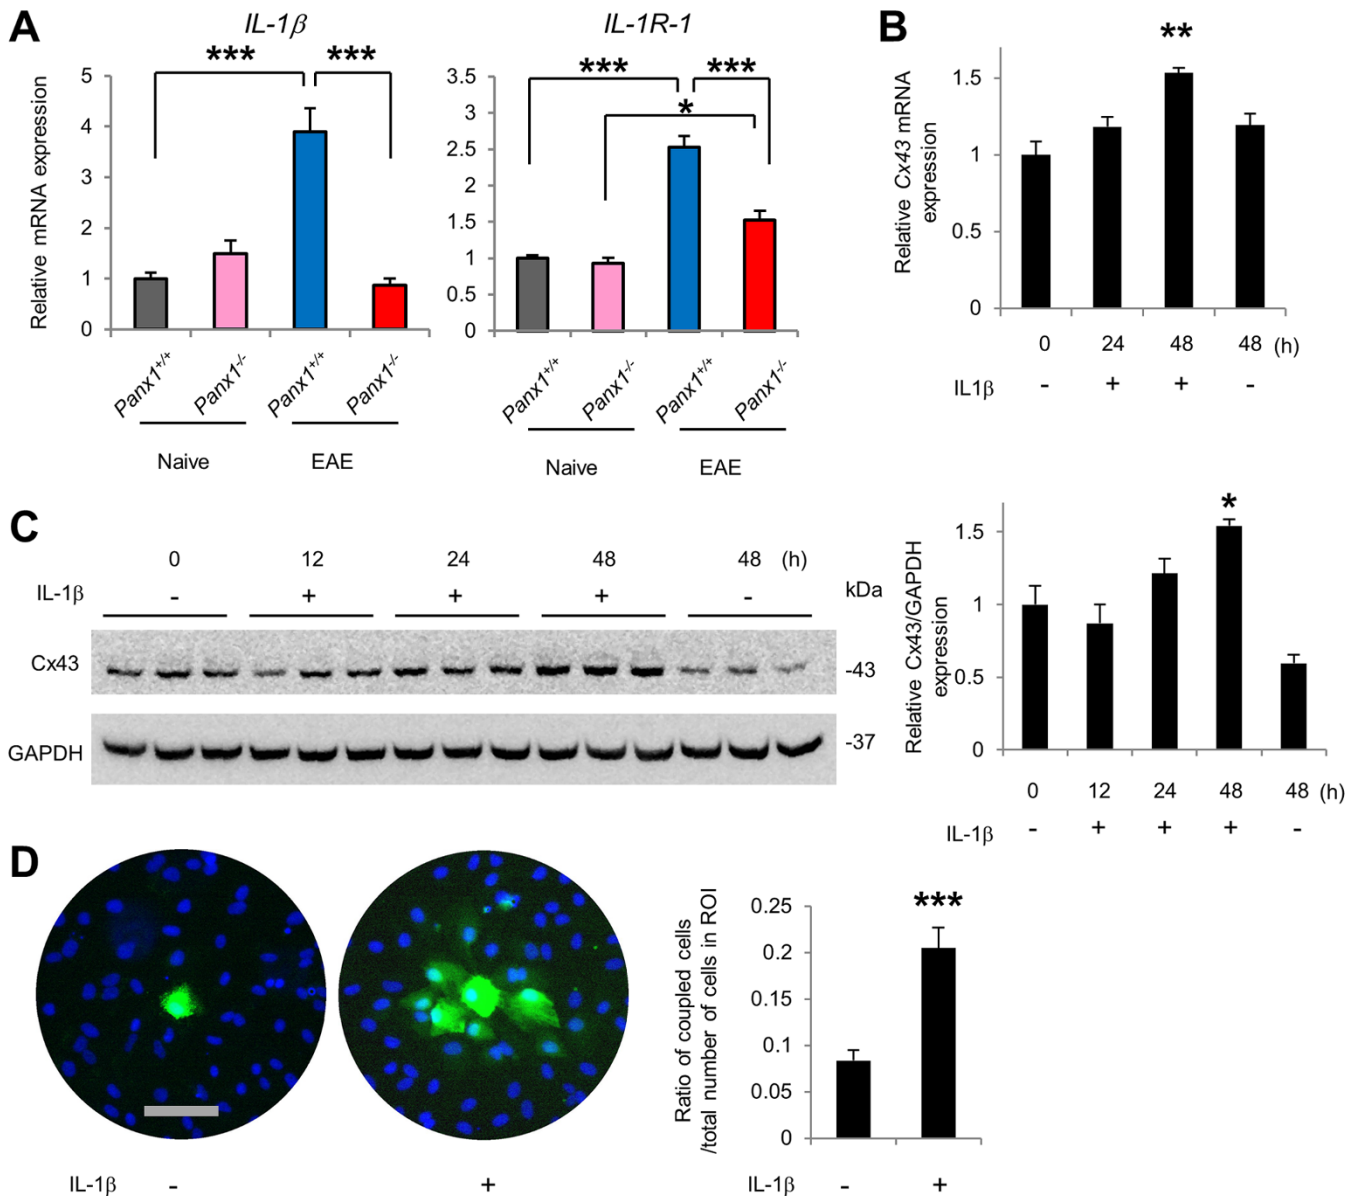 A
IL-1β
IL-1R-1
*** ***
*** ***
*
Relative mRNA expression
5
4
3
2
1
0
3.5
3
2.5
2
1.5
1
0.5
0
Panx1+/+ Panx1-/- Panx1+/+ Panx1-/-
Naive EAE
Panx1+/+ Panx1-/- Panx1+/+ Panx1-/-
Naive EAE
B
**
Relative Cx43 mRNA
expression
1.5
1
0.5
0
0 24 48 48 (h)
IL1β - + + -
C
0 12 24 48 48 (h)
IL-1β - + + + -
kDa
Cx43 -43
GAPDH -37
*
Relative Cx43/GAPDH
expression
1.5
1
0.5
0
0 12 24 48 48 (h)
IL-1β - + + + -
D
IL-1β - +
***
Ratio of coupled cells
/total number of cells in ROI
0.25
0.2
0.15
0.1
0.05
0
IL-1β - +